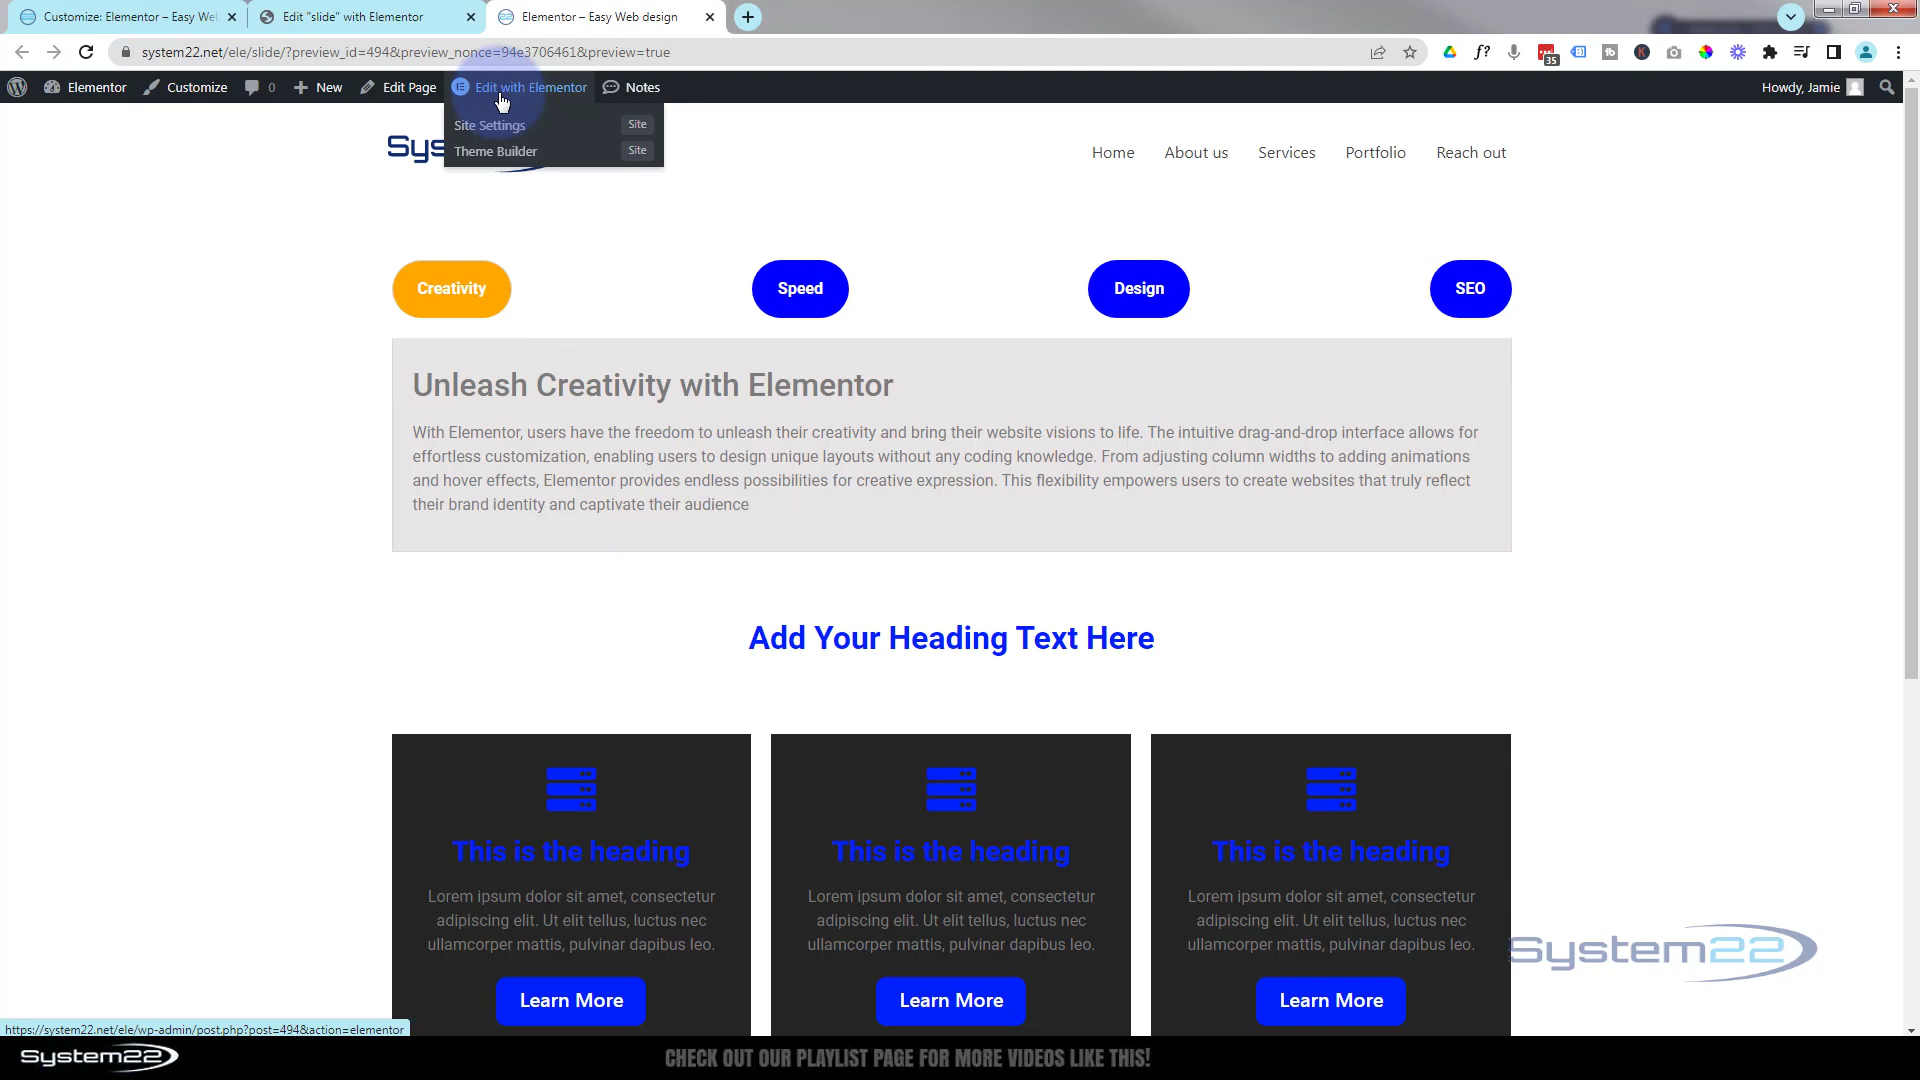 Customize: Elementor – Easy We
Edit "slide" with Elementor
Elementor – Easy Web design
system22.net/ele/slide/?preview_id=494&preview_nonce=94e3706461&preview=true
f?
35
Elementor
Customize
0
New
Edit Page
Edit with Elementor
Notes
Howdy, Jamie
Site Settings Site
Theme Builder Site
Sys
Home
About us
Services
Portfolio
Reach out
Creativity
Speed
Design
SEO
Unleash Creativity with Elementor
With Elementor, users have the freedom to unleash their creativity and bring their website visions to life. The intuitive drag-and-drop interface allows for
effortless customization, enabling users to design unique layouts without any coding knowledge. From adjusting column widths to adding animations
and hover effects, Elementor provides endless possibilities for creative expression. This flexibility empowers users to create websites that truly reflect
their brand identity and captivate their audience
Add Your Heading Text Here
This is the heading
Lorem ipsum dolor sit amet, consectetur
adipiscing elit. Ut elit tellus, luctus nec
ullamcorper mattis, pulvinar dapibus leo.
Learn More
This is the heading
Lorem ipsum dolor sit amet, consectetur
adipiscing elit. Ut elit tellus, luctus nec
ullamcorper mattis, pulvinar dapibus leo.
Learn More
This is the heading
Lorem ipsum dolor sit amet, consectetur
adipiscing elit. Ut elit tellus, luctus nec
ullamcorper mattis, pulvinar dapibus leo.
Learn More
System22
https://system22.net/ele/wp-admin/post.php?post=494&action=elementor
System22
CHECK OUT OUR PLAYLIST PAGE FOR MORE VIDEOS LIKE THIS!